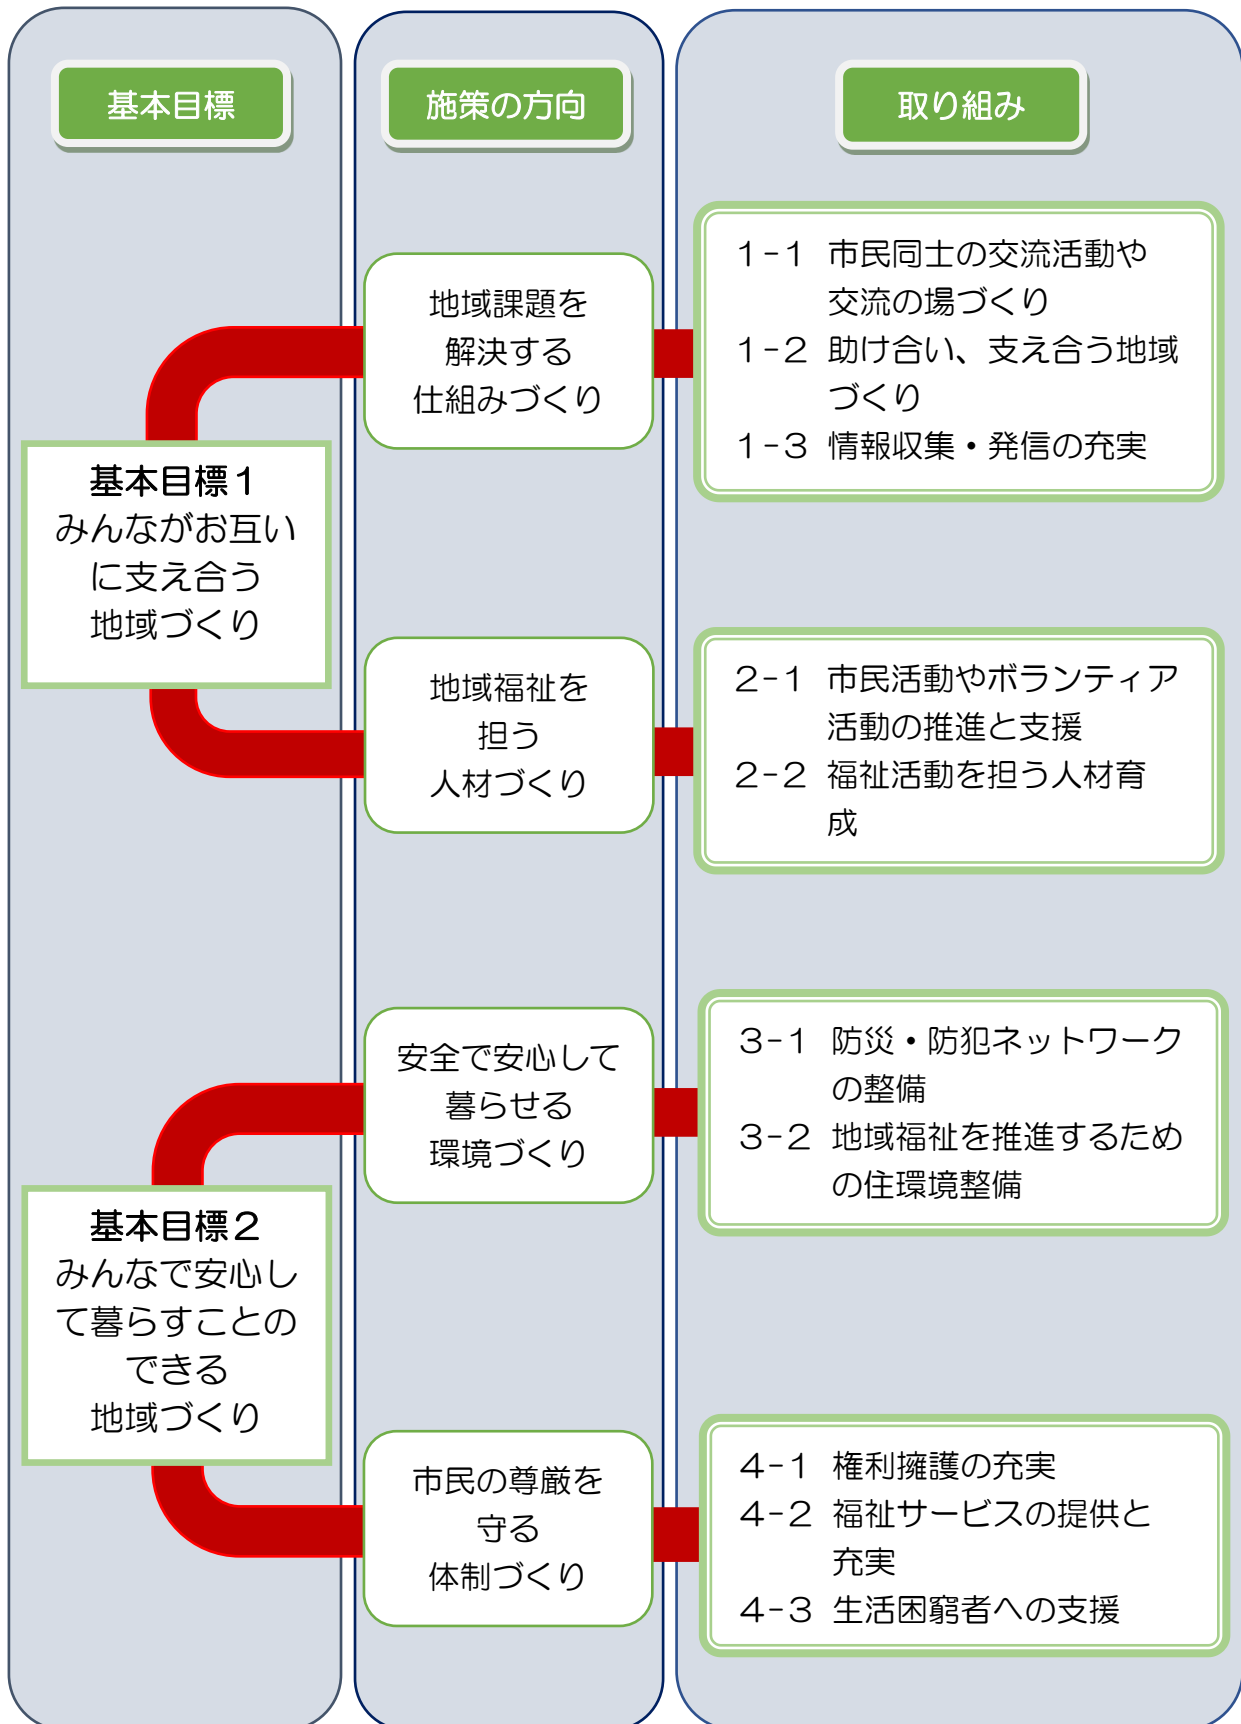 基本目標
施策の方向
取り組み
基本目標１
みんながお互い
に支え合う
地域づくり
地域課題を
解決する
仕組みづくり
１-１ 市民同士の交流活動や
交流の場づくり
１-２ 助け合い、支え合う地域
づくり
１-３ 情報収集・発信の充実
地域福祉を
担う
人材づくり
２-１ 市民活動やボランティア
活動の推進と支援
２-２ 福祉活動を担う人材育
成
基本目標２
みんなで安心し
て暮らすことの
できる
地域づくり
安全で安心して
暮らせる
環境づくり
３-１ 防災・防犯ネットワーク
の整備
３-２ 地域福祉を推進するため
の住環境整備
市民の尊厳を
守る
体制づくり
４-１ 権利擁護の充実
４-２ 福祉サービスの提供と
充実
４-３ 生活困窮者への支援